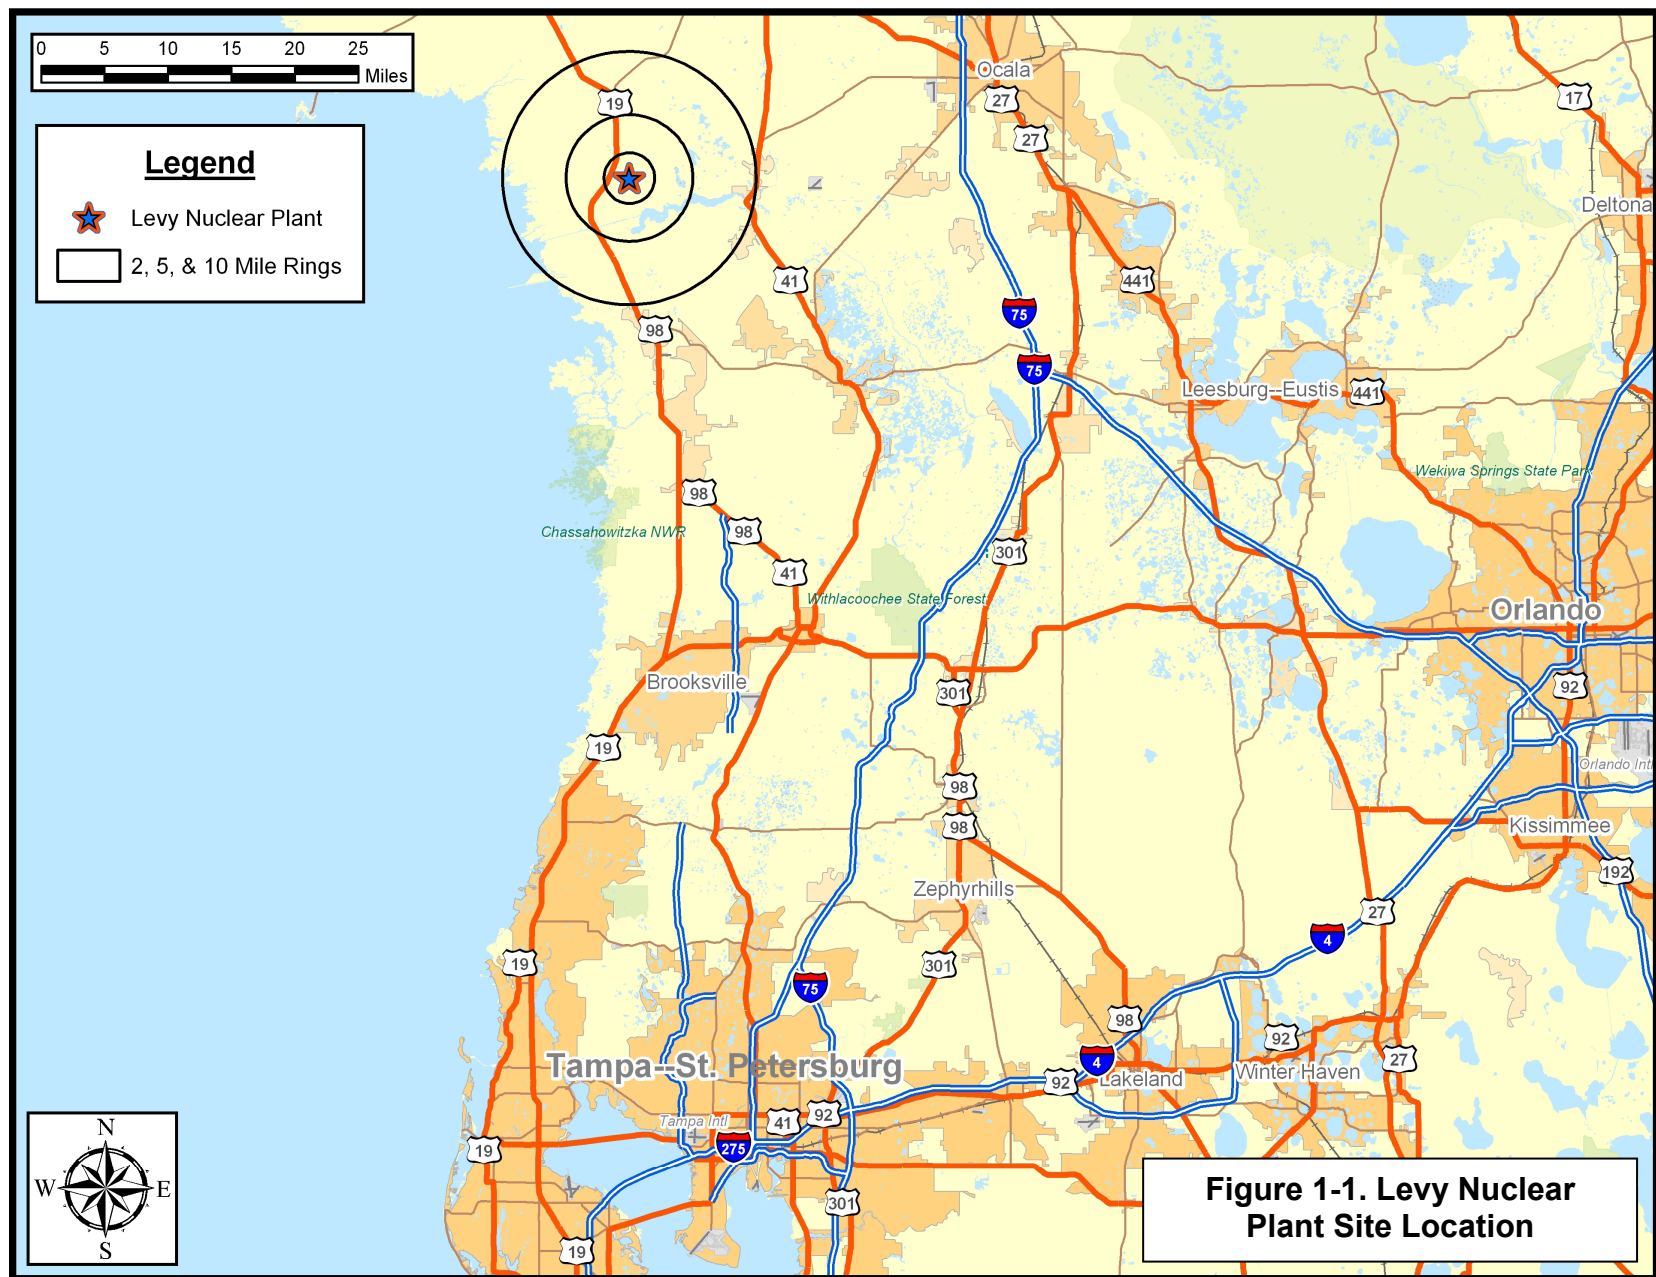 0 5 10 15 20 25
Miles
Legend
Levy Nuclear Plant
2, 5, & 10 Mile Rings
Ocala
19
27
17
27
Deltona
41
441
75
98
75
Leesburg--Eustis
441
Wekiwa Springs State Park
98
Chassahowitzka NWR
98
301
41
Withlacoochee State Forest
Orlando
Brooksville
301
92
19
Orlando Intl
98
98
Kissimmee
192
Zephyrhills
27
4
19
301
75
98
92
4
27
Tampa--St. Petersburg
92
Lakeland
Winter Haven
Tampa Intl
41
92
19
275
301
19
N
W
E
S
Figure 1-1. Levy Nuclear
Plant Site Location